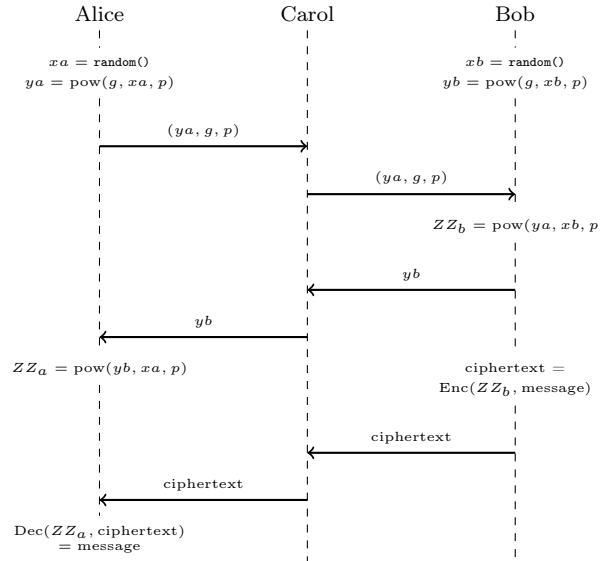 Alice Carol Bob
xa = random() xb = random()
ya = pow(g, xa, p) yb = pow(g, xb, p)
(ya, g, p)
(ya, g, p)
ZZ_b = pow(ya, xb, p
yb
yb
ZZ_a = pow(yb, xa, p) ciphertext =
Enc(ZZ_b, message)
ciphertext
ciphertext
Dec(ZZ_a, ciphertext)
= message